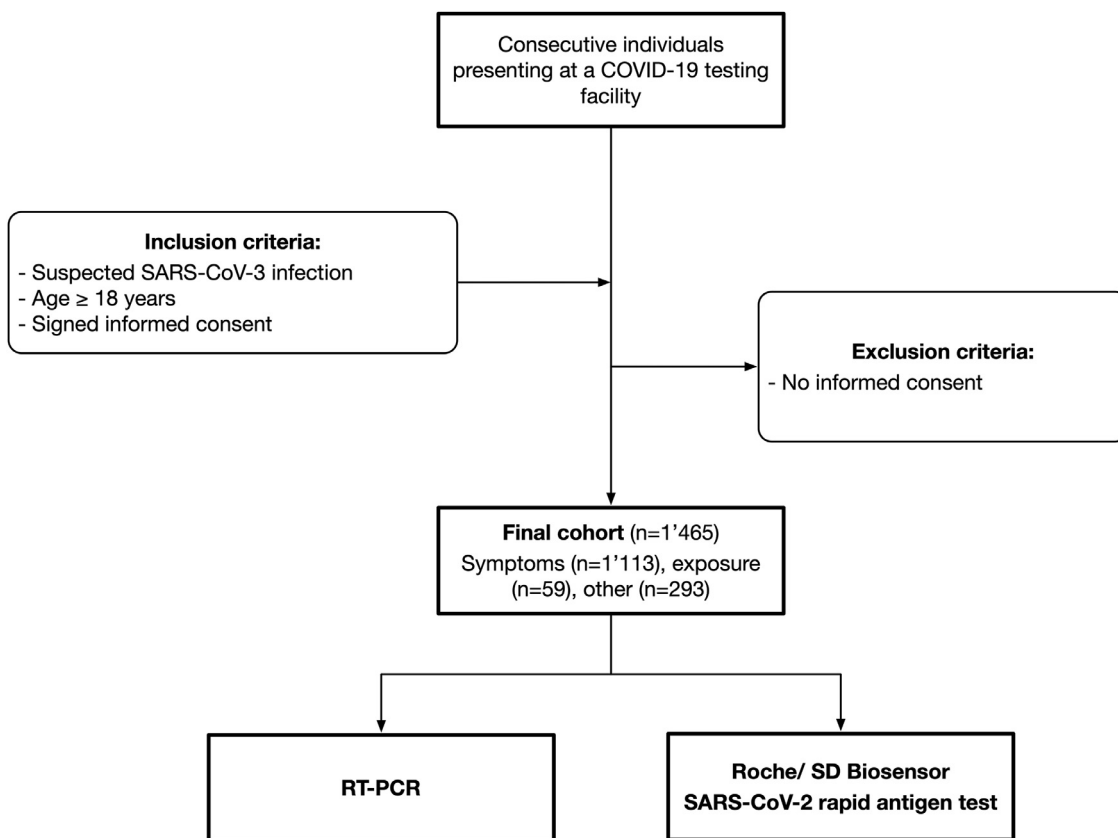 Consecutive individuals
presenting at a COVID-19 testing
facility
Inclusion criteria:
- Suspected SARS-CoV-3 infection
- Age ≥ 18 years
- Signed informed consent
Exclusion criteria:
- No informed consent
Final cohort (n=1’465)
Symptoms (n=1’113), exposure
(n=59), other (n=293)
RT-PCR
Roche/ SD Biosensor
SARS-CoV-2 rapid antigen test